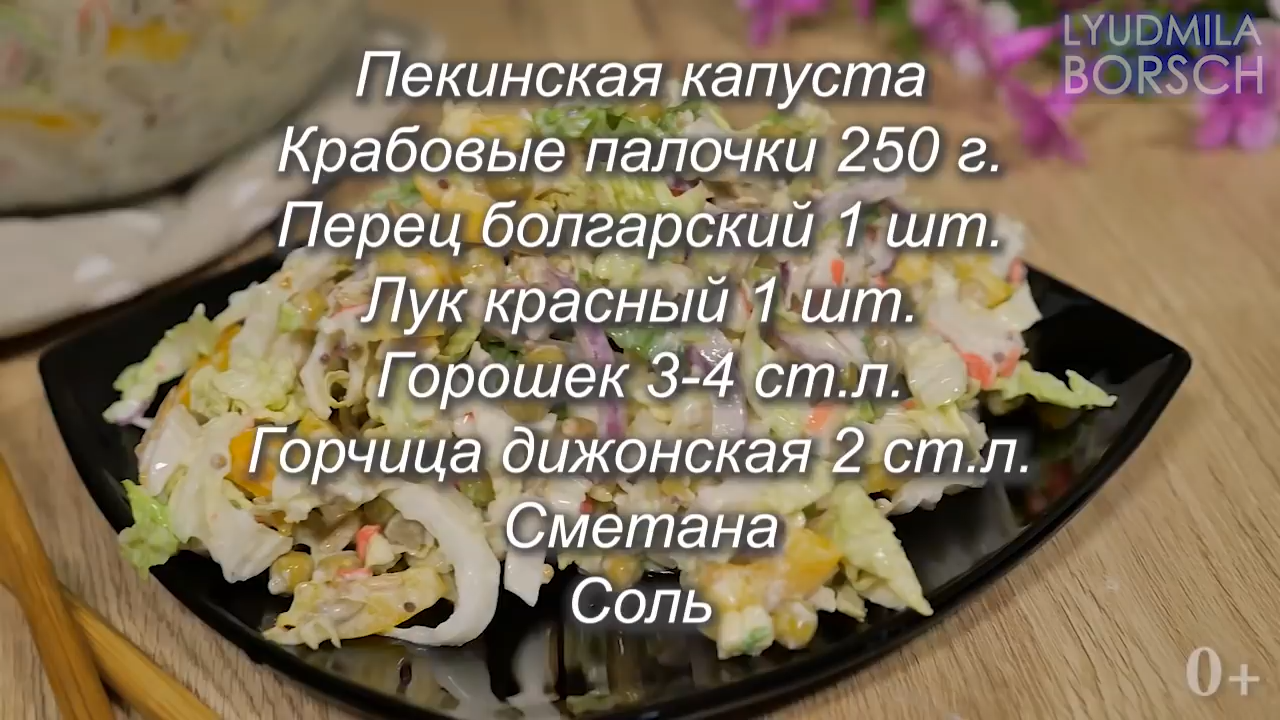 LYUDMILA
BORSCH
Пекинская капуста
Крабовые палочки 250 г.
Перец болгарский 1 шт.
Лук красный 1 шт.
Горошек 3-4 ст.л.
Горчица дижонская 2 ст.л.
Сметана
Соль
0+